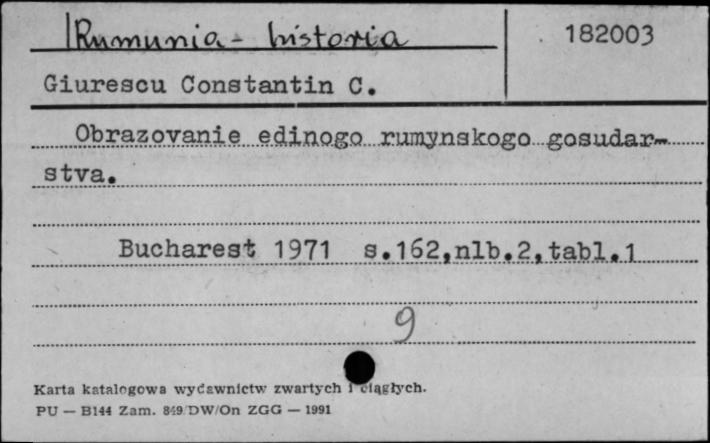 Rumunia - historia
182003
Giurescu Constantin C.
Obrazovanie edinogo rumynskogo gosudar-
stva.
Bucharest 1971 s.162,nlb.2,tabl.1
9
Karta katalogowa wydawnictw zwartych i ciągłych.
PU — B144 Zam. 849/DW/On ZGG — 1991